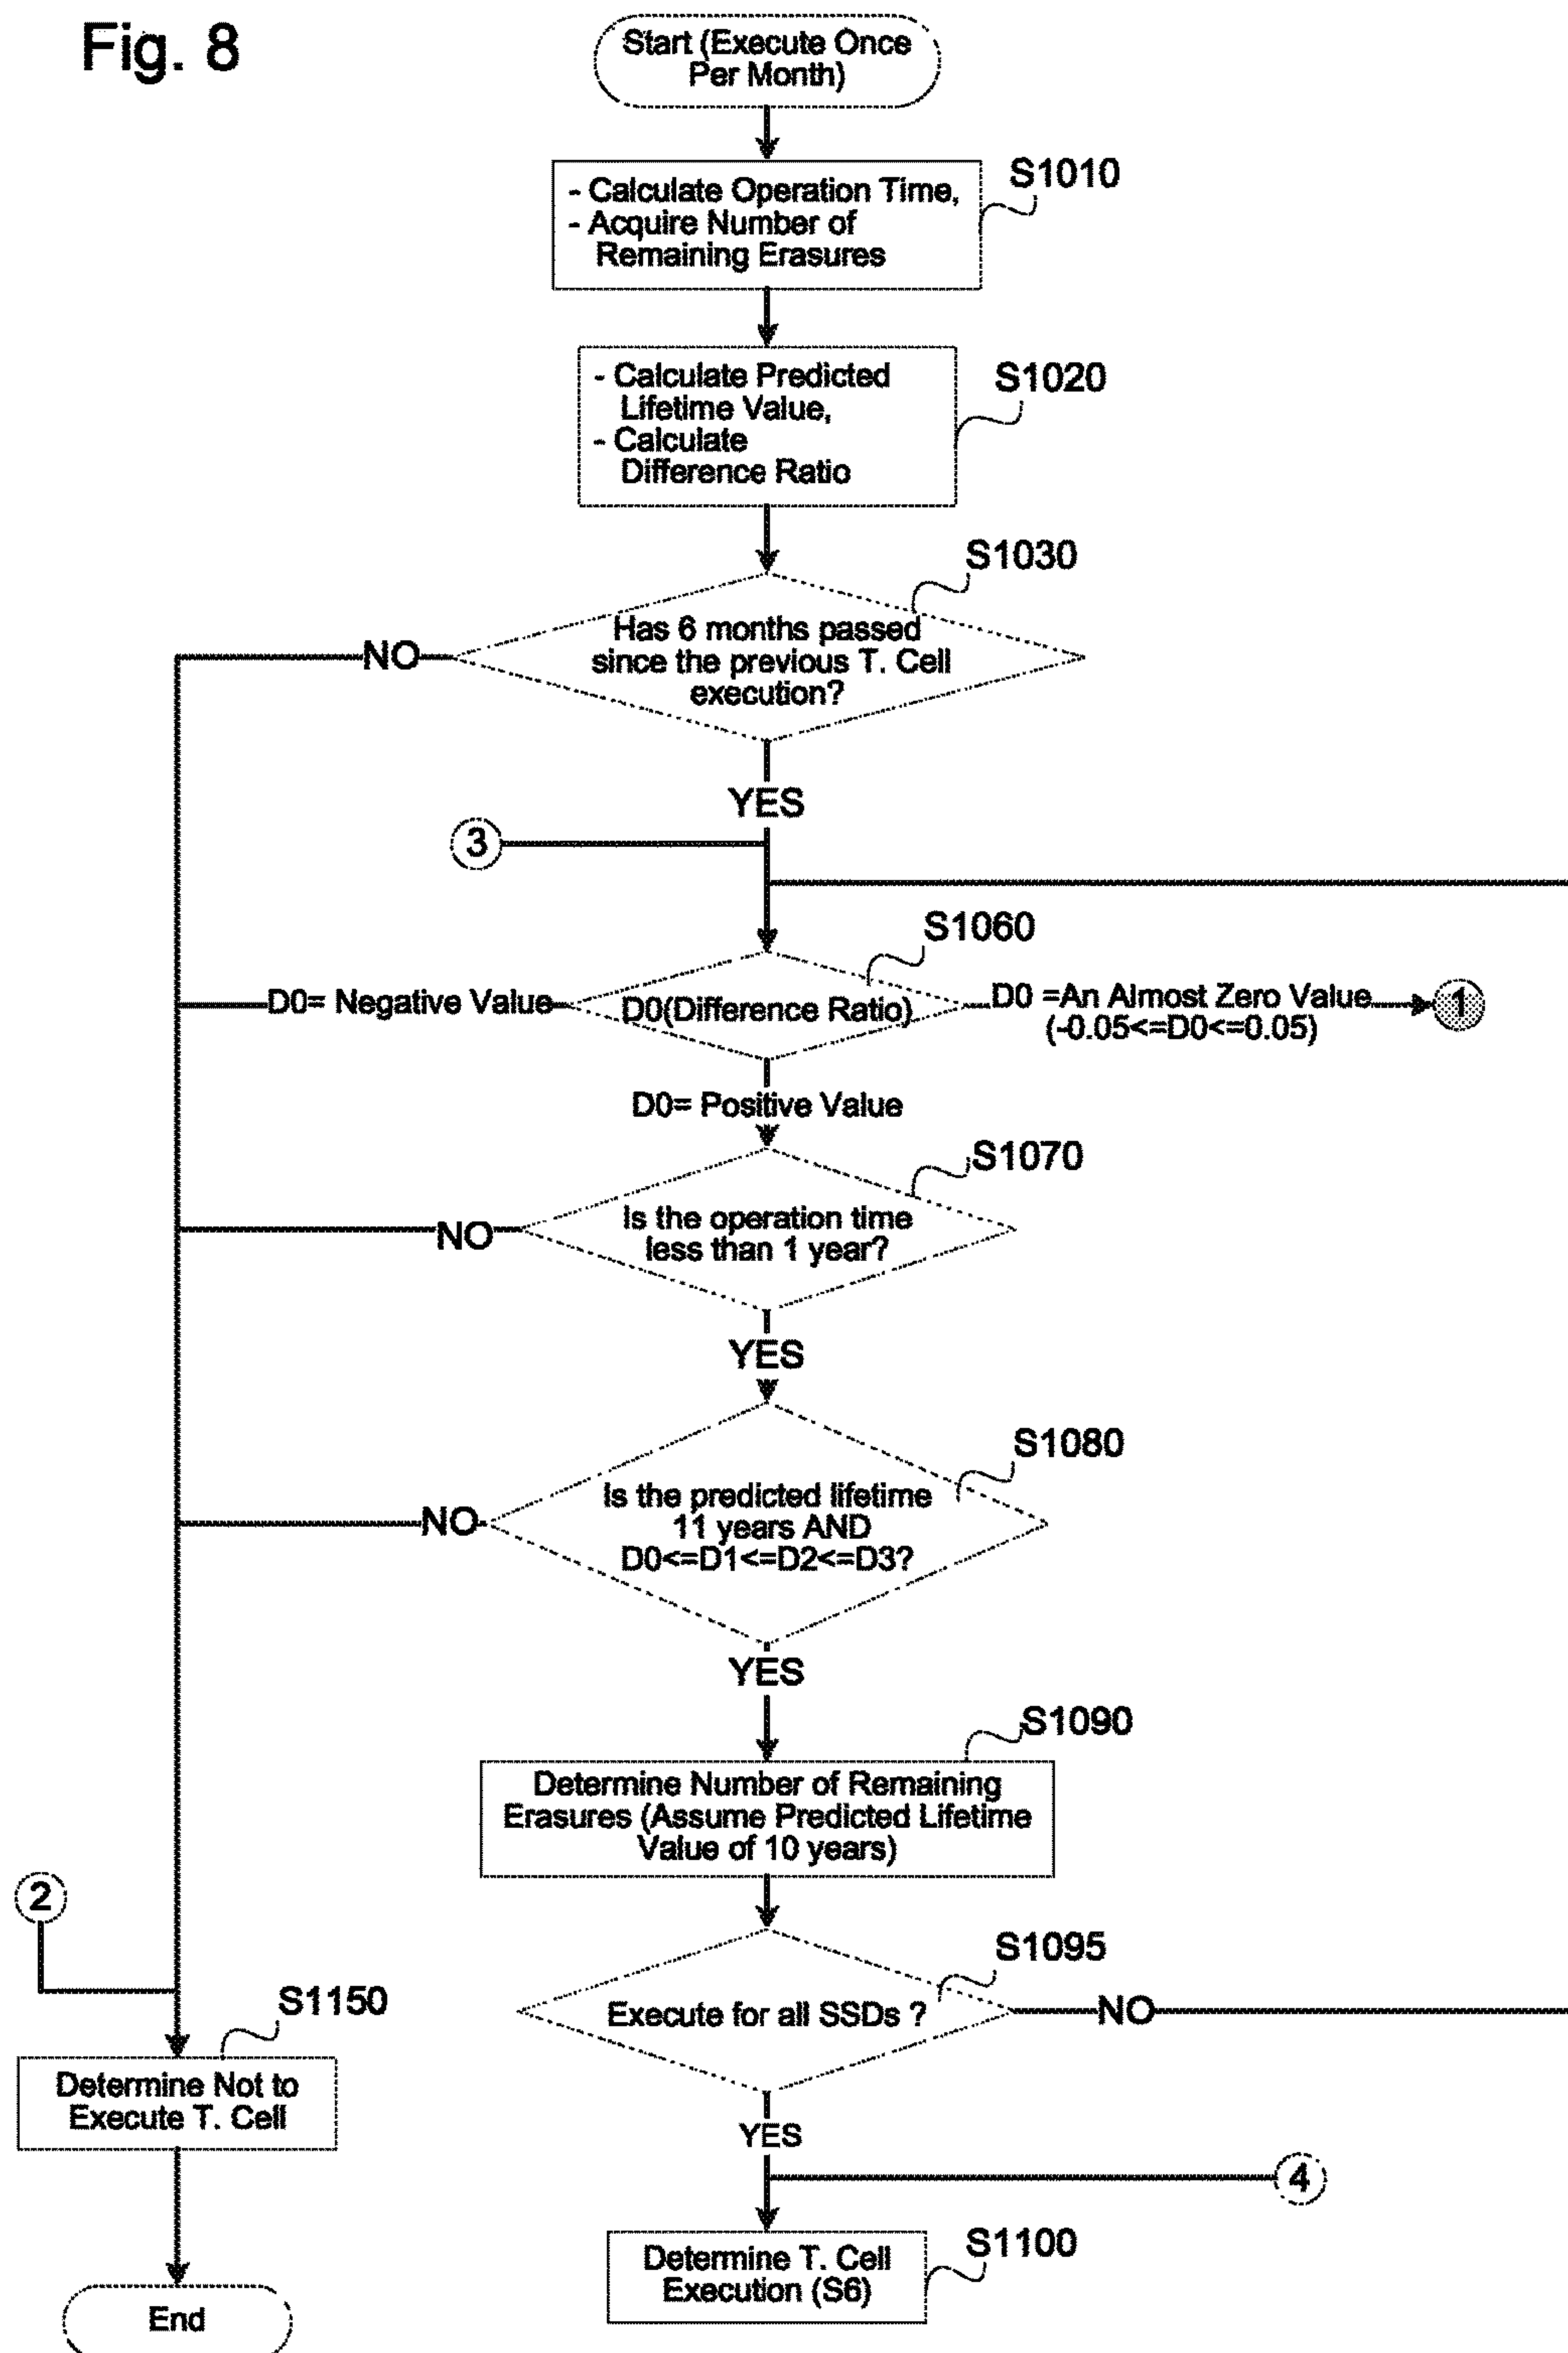 Fig. 8
Start (Execute Once
Per Month)
S1010
- Calculate Operation Time,
- Acquire Number of
Remaining Erasures
S1020
- Calculate Predicted
Lifetime Value,
- Calculate
Difference Ratio
S1030
Has 6 months passed
since the previous T. Cell
execution?
NO
YES
3
S1060
D0= Negative Value
D0(Difference Ratio)
D0 =An Almost Zero Value
(-0.05<=D0<=0.05)
1
D0= Positive Value
S1070
Is the operation time
less than 1 year?
NO
YES
S1080
Is the predicted lifetime
11 years AND
D0<=D1<=D2<=D3?
NO
YES
S1090
Determine Number of Remaining
Erasures (Assume Predicted Lifetime
Value of 10 years)
2
S1095
Execute for all SSDs ?
NO
S1150
Determine Not to
Execute T. Cell
YES
4
S1100
Determine T. Cell
Execution (S6)
End